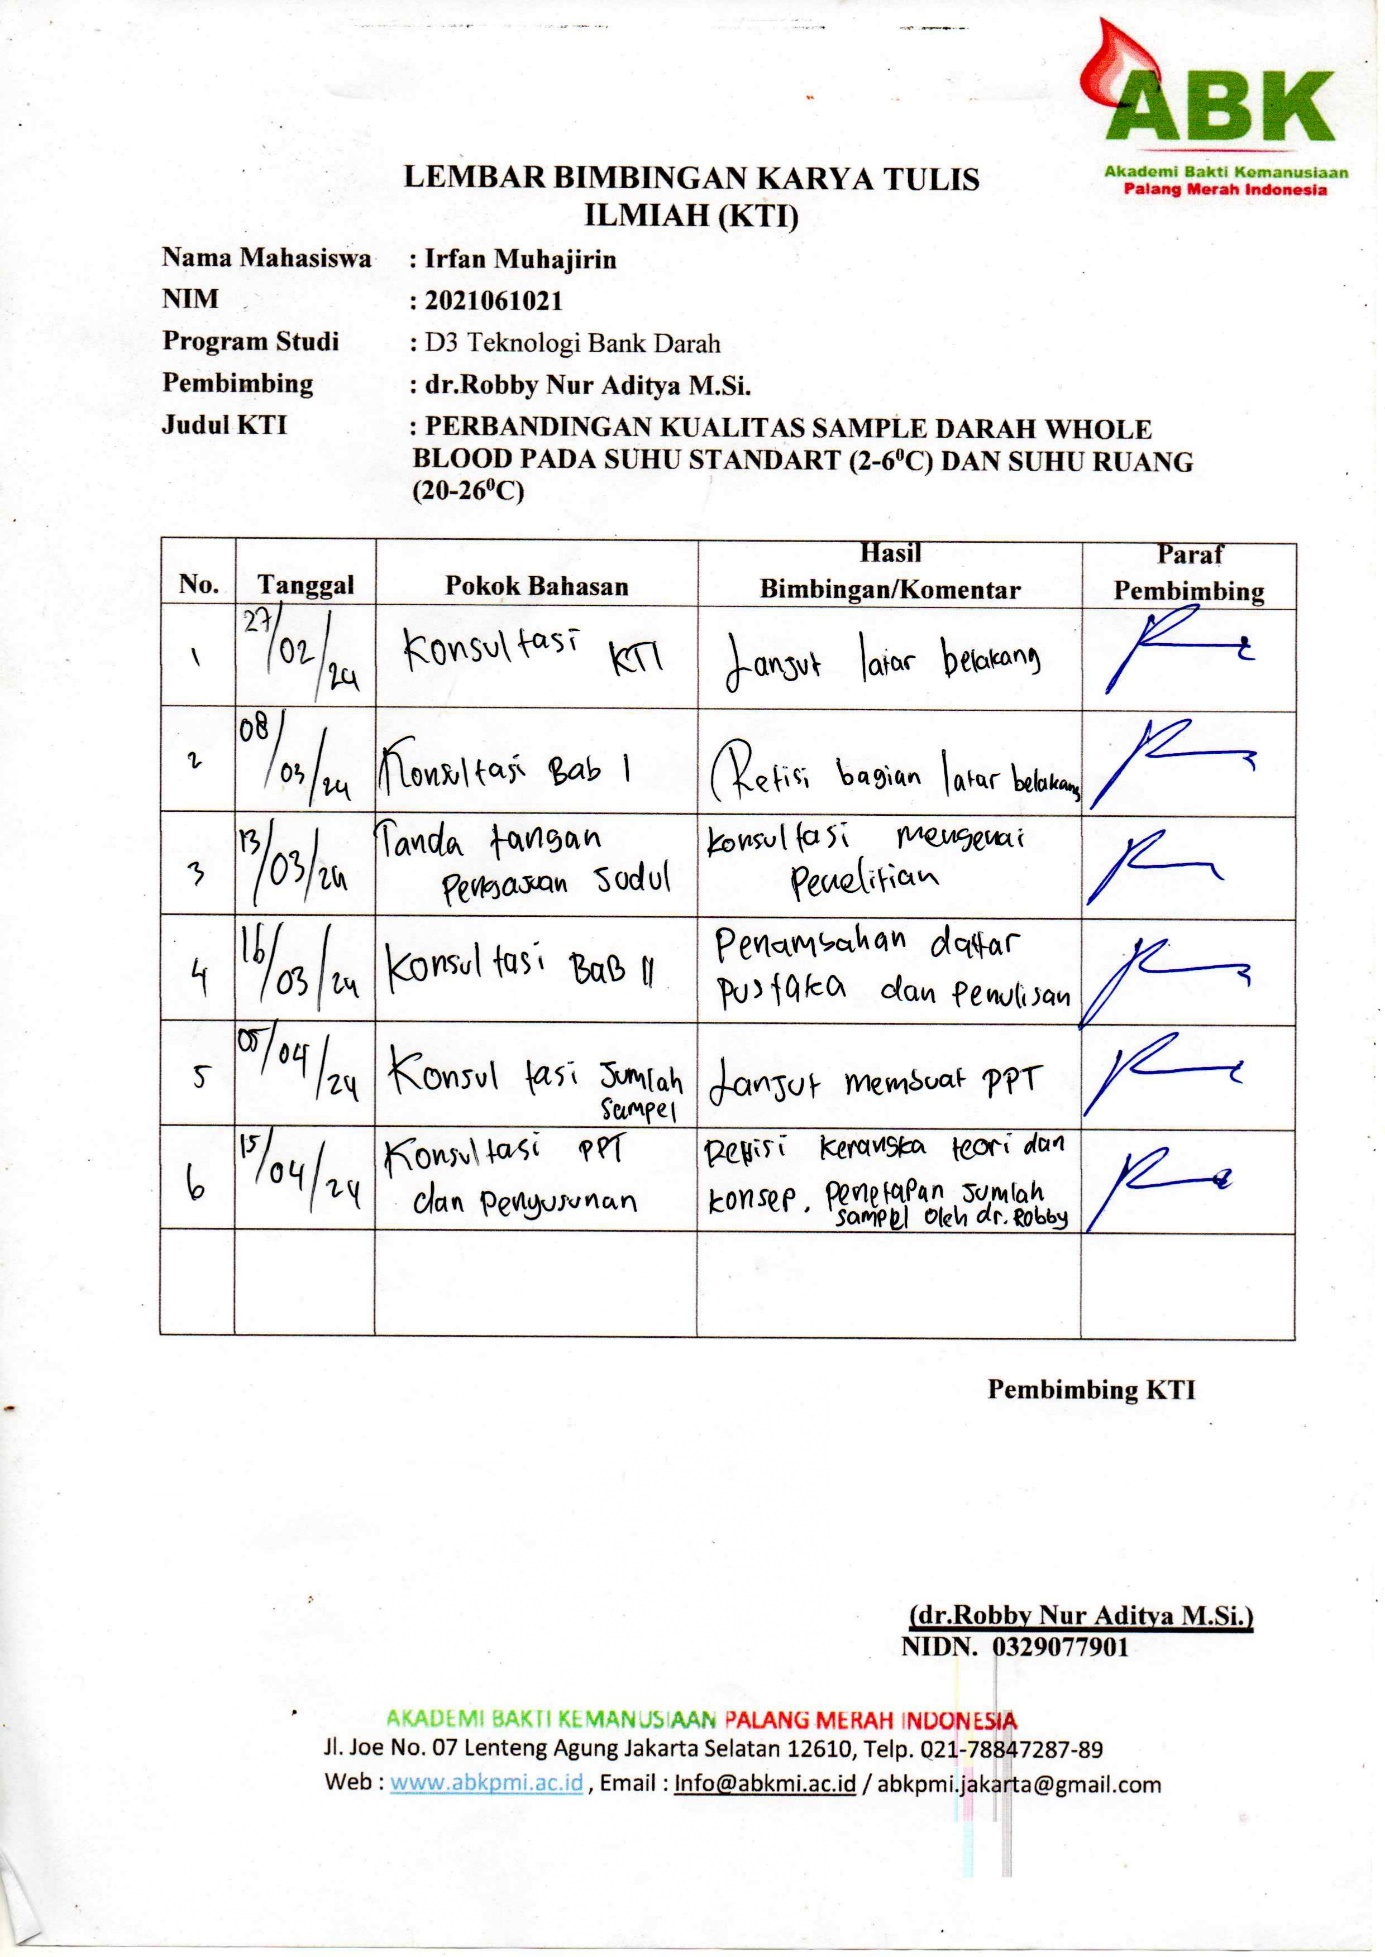 ABK
Akademi Bakti Kemanusiaan
Palang Merah Indonesia
LEMBAR BIMBINGAN KARYA TULIS
ILMIAH (KTI)
Nama Mahasiswa : Irfan Muhajirin
NIM : 2021061021
Program Studi : D3 Teknologi Bank Darah
Pembimbing : dr.Robby Nur Aditya M.Si.
Judul KTI : PERBANDINGAN KUALITAS SAMPLE DARAH WHOLE
BLOOD PADA SUHU STANDART (2-6⁰C) DAN SUHU RUANG
(20-26⁰C)
No. Tanggal Pokok Bahasan Hasil Bimbingan/Komentar Paraf Pembimbing
1 27/02/24 Konsultasi KTI Lanjut latar belakang
2 08/03/24 Konsultasi Bab I Refisi bagian latar belakang
3 13/03/24 Tanda tangan Pengajuan Judul Konsultasi mengenai Penelitian
4 16/03/24 Konsultasi BAB II Penambahan daftar pustaka dan Penulisan
5 05/04/24 Konsultasi Jumlah Sampel Lanjut membuat PPT
6 15/04/24 Konsultasi PPT dan Penyusunan Refisi kerangka teori dan konsep, Penetapan Jumlah Sampel oleh dr. Robby
Pembimbing KTI
(dr.Robby Nur Aditya M.Si.)
NIDN. 0329077901
AKADEMI BAKTI KEMANUSIAAN PALANG MERAH INDONESIA
Jl. Joe No. 07 Lenteng Agung Jakarta Selatan 12610, Telp. 021-78847287-89
Web : www.abkpmi.ac.id , Email : Info@abkmi.ac.id / abkpmi.jakarta@gmail.com